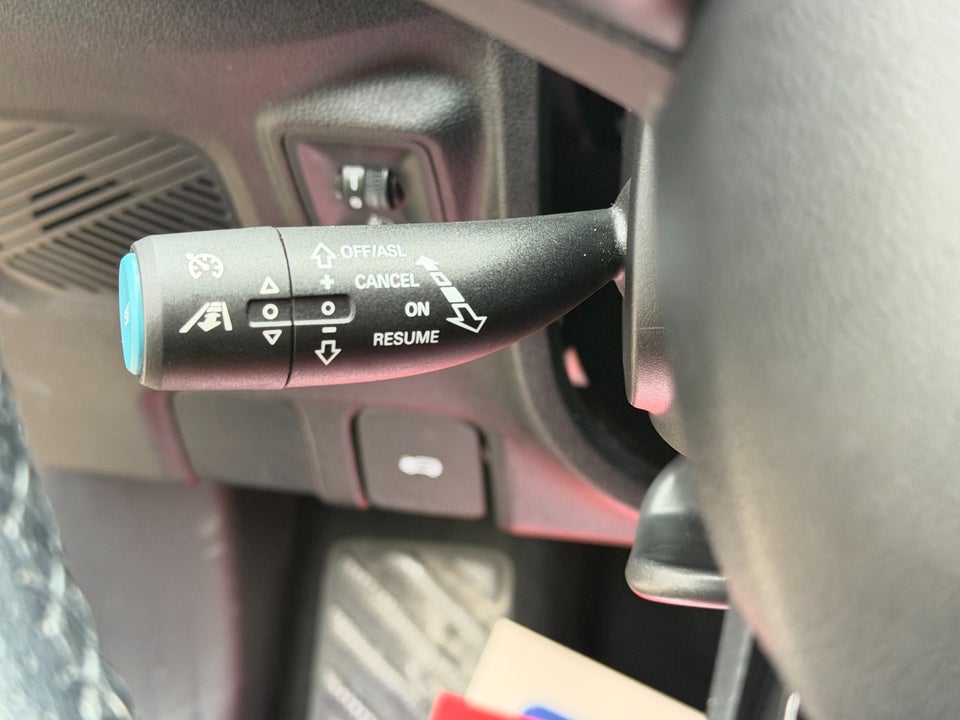 OFF/ASL
+
CANCEL
ON
-
RESUME